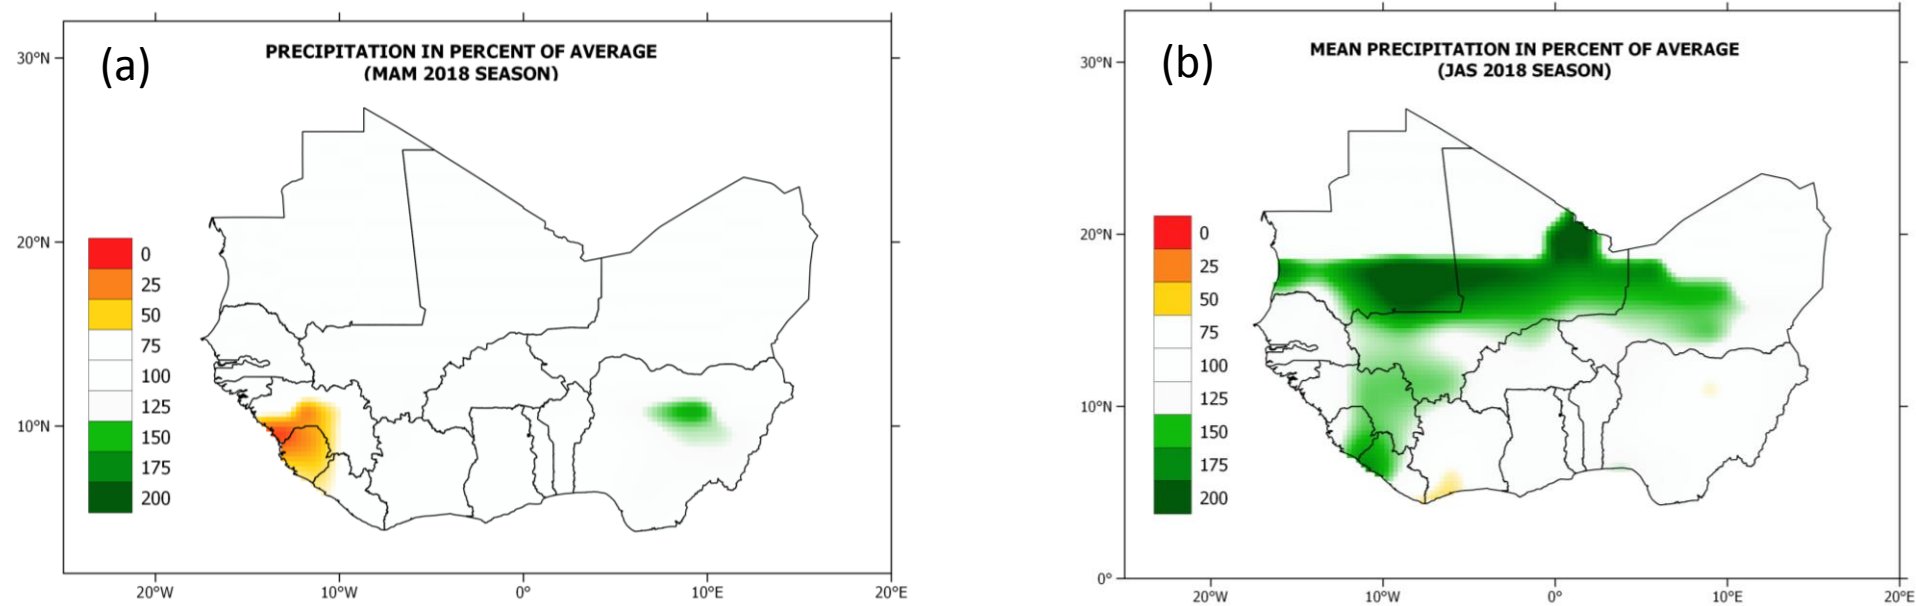 (a)
PRECIPITATION IN PERCENT OF AVERAGE
(MAM 2018 SEASON)
30°N
20°N
10°N
0
25
50
75
100
125
150
175
200
20°W
10°W
0°
10°E
20°E
(b)
MEAN PRECIPITATION IN PERCENT OF AVERAGE
(JAS 2018 SEASON)
30°N
20°N
10°N
0°
0
25
50
75
100
125
150
175
200
20°W
10°W
0°
10°E
20°E